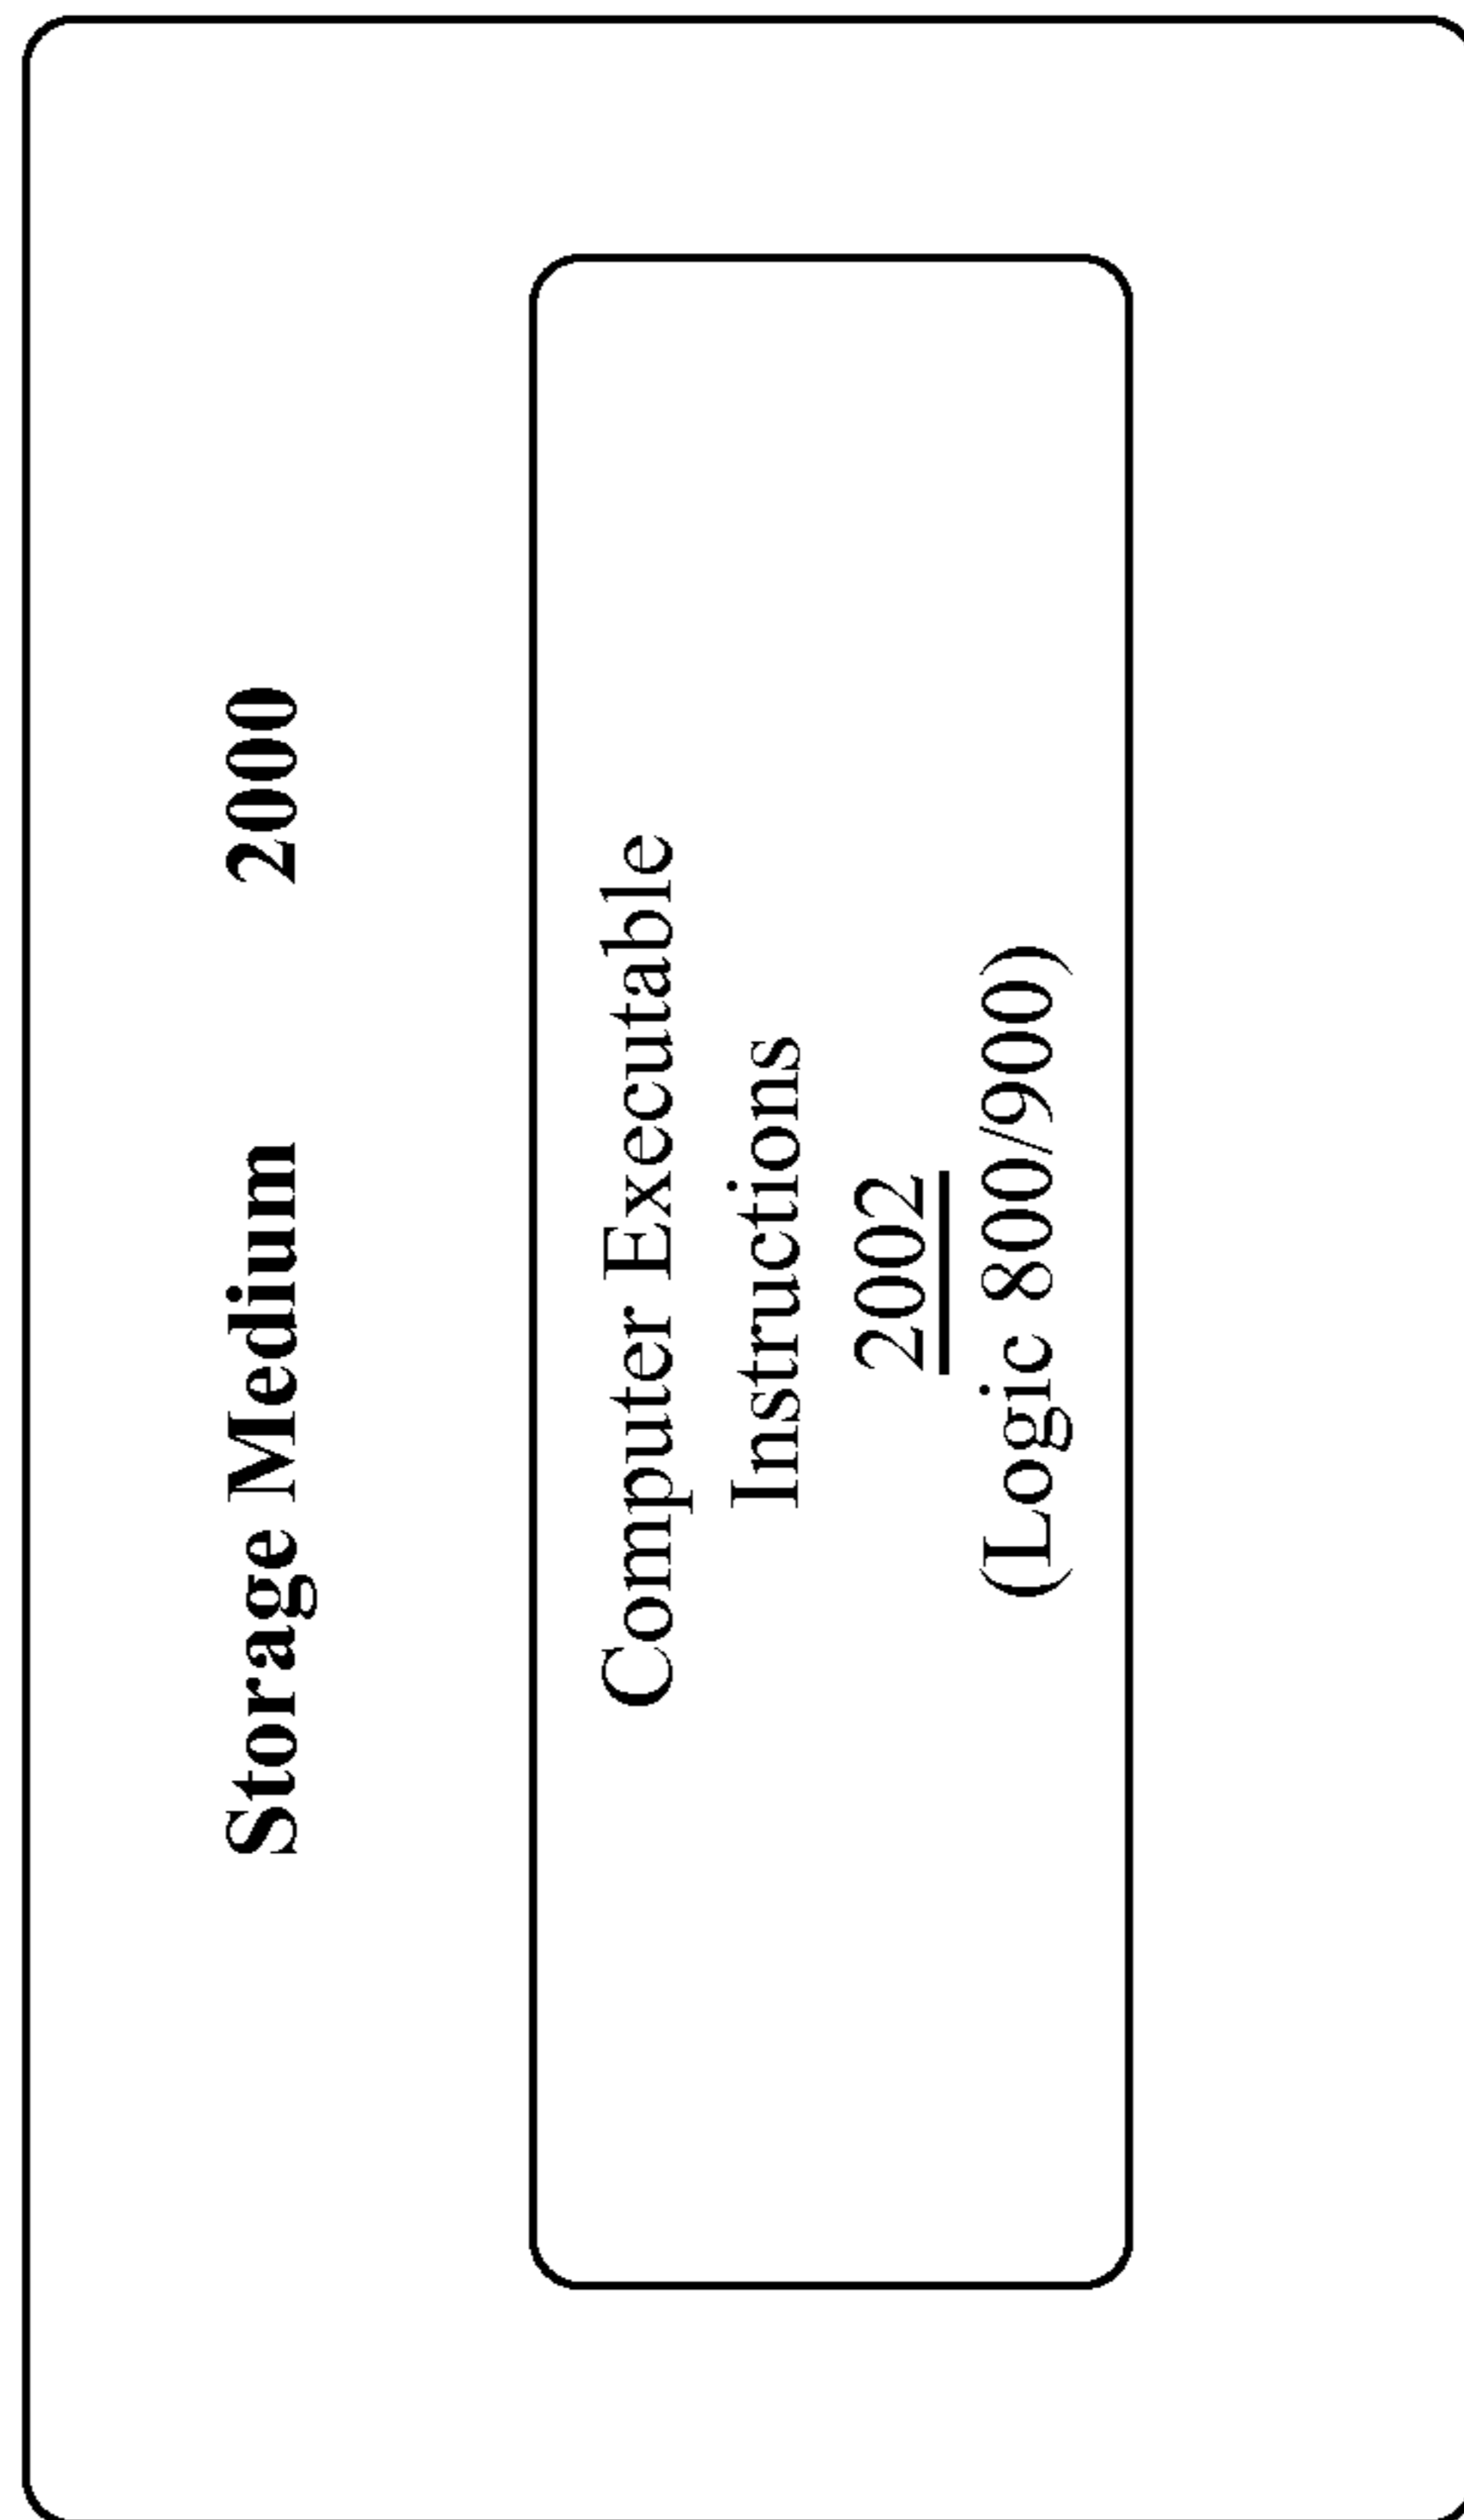 Storage Medium 2000
Computer Executable
Instructions
2002
(Logic 800/900)